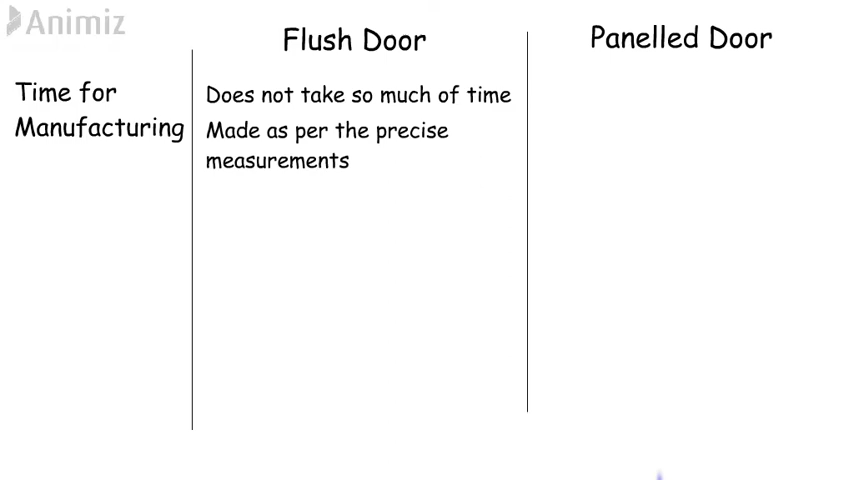 Animiz
Flush Door
Panelled Door
Time for
Manufacturing
Does not take so much of time
Made as per the precise
measurements